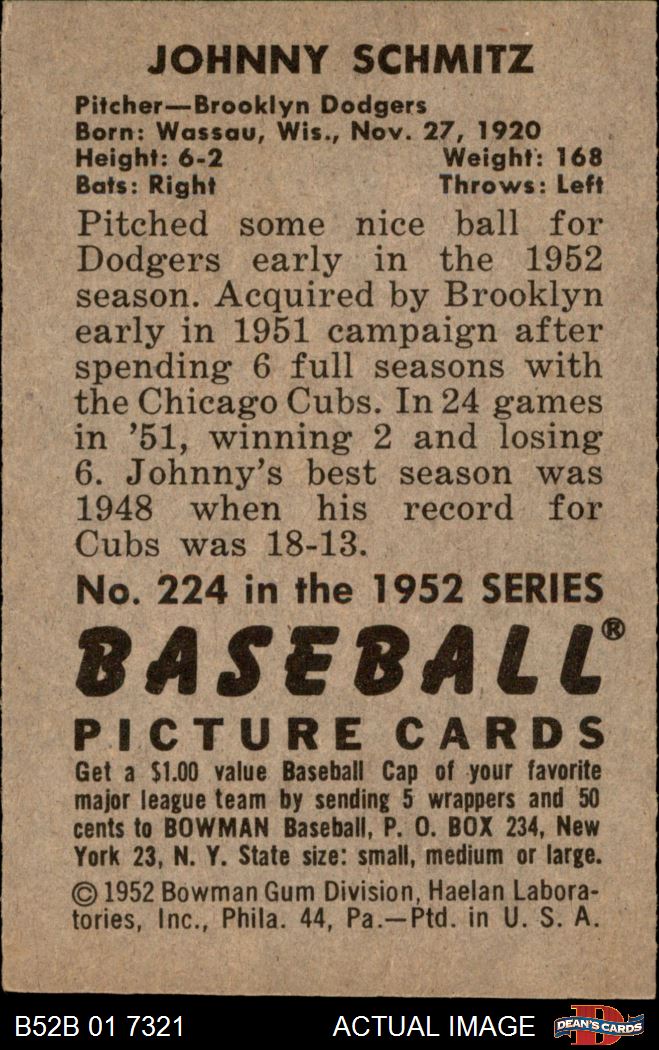 JOHNNY SCHMITZ
Pitcher—Brooklyn Dodgers
Born: Wassau, Wis., Nov. 27, 1920
Height: 6-2 Weight: 168
Bats: Right Throws: Left
Pitched some nice ball for
Dodgers early in the 1952
season. Acquired by Brooklyn
early in 1951 campaign after
spending 6 full seasons with
the Chicago Cubs. In 24 games
in ’51, winning 2 and losing
6. Johnny’s best season was
1948 when his record for
Cubs was 18-13.
No. 224 in the 1952 SERIES
BASEBALL®
PICTURE CARDS
Get a $1.00 value Baseball Cap of your favorite
major league team by sending 5 wrappers and 50
cents to BOWMAN Baseball, P. O. BOX 234, New
York 23, N. Y. State size: small, medium or large.
© 1952 Bowman Gum Division, Haelan Labora-
tories, Inc., Phila. 44, Pa.—Ptd. in U. S. A.
B52B 01 7321 ACTUAL IMAGE DEAN'S CARDS